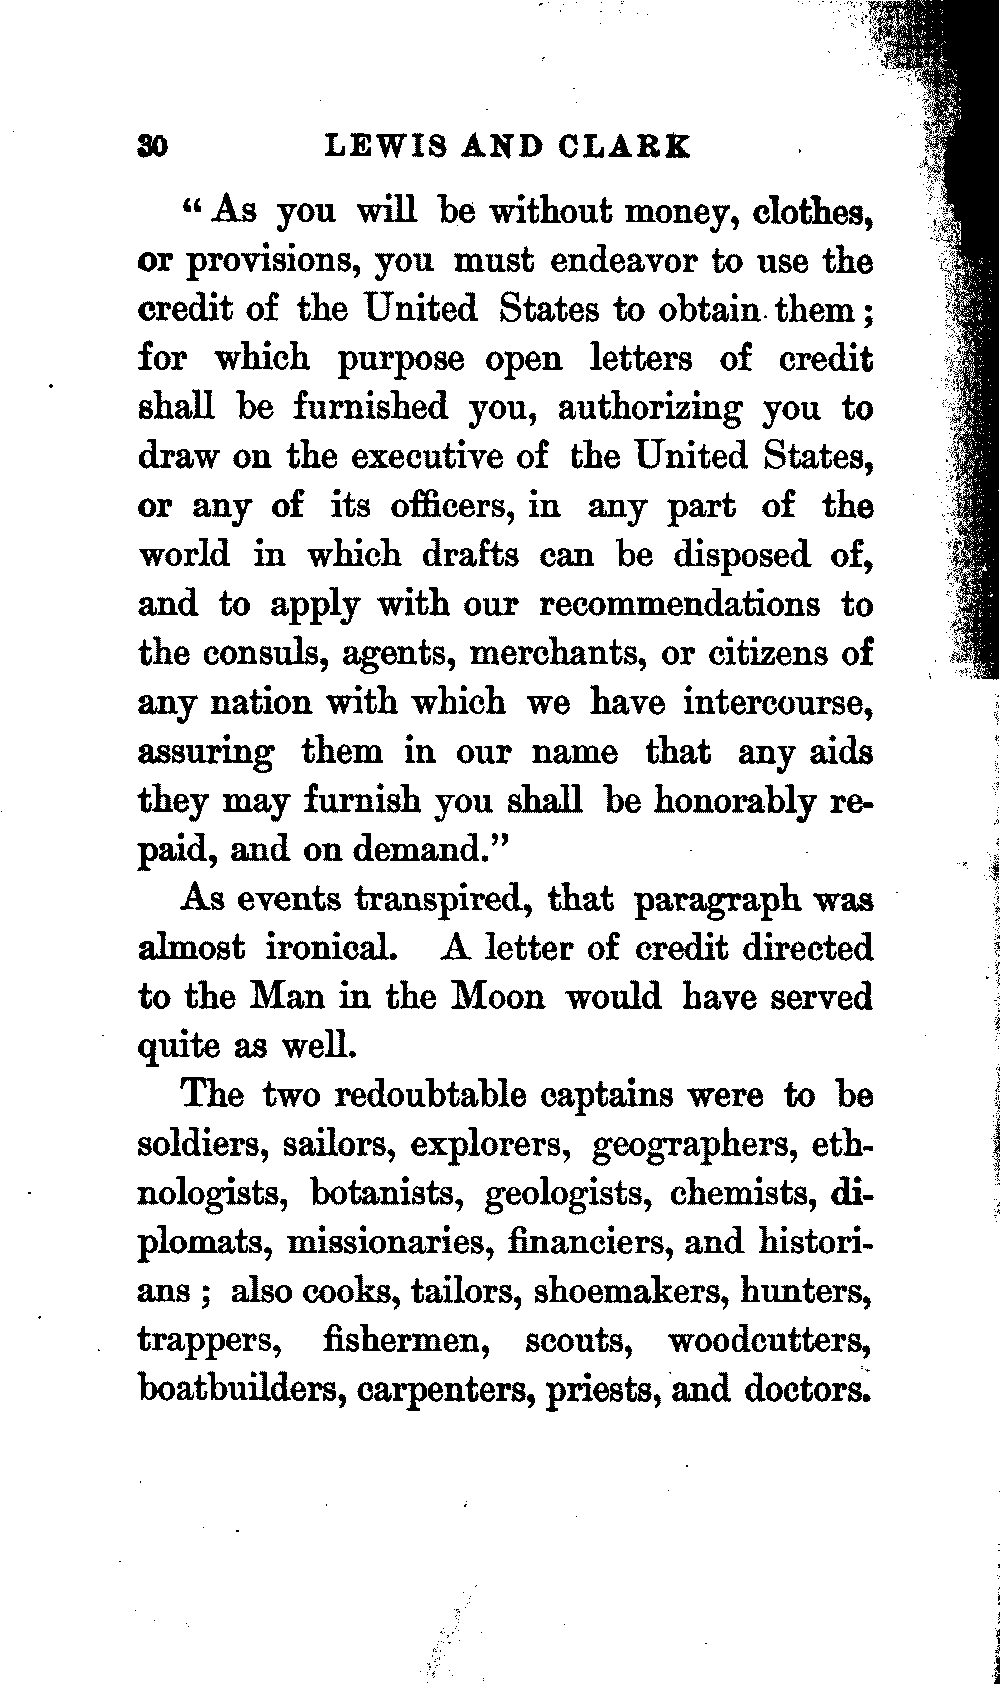 30 LEWIS AND CLARK
“ As you will be without money, clothes,
or provisions, you must endeavor to use the
credit of the United States to obtain them ;
for which purpose open letters of credit
shall be furnished you, authorizing you to
draw on the executive of the United States,
or any of its officers, in any part of the
world in which drafts can be disposed of,
and to apply with our recommendations to
the consuls, agents, merchants, or citizens of
any nation with which we have intercourse,
assuring them in our name that any aids
they may furnish you shall be honorably re-
paid, and on demand.”
As events transpired, that paragraph was
almost ironical. A letter of credit directed
to the Man in the Moon would have served
quite as well.
The two redoubtable captains were to be
soldiers, sailors, explorers, geographers, eth-
nologists, botanists, geologists, chemists, di-
plomats, missionaries, financiers, and histori-
ans ; also cooks, tailors, shoemakers, hunters,
trappers, fishermen, scouts, woodcutters,
boatbuilders, carpenters, priests, and doctors.